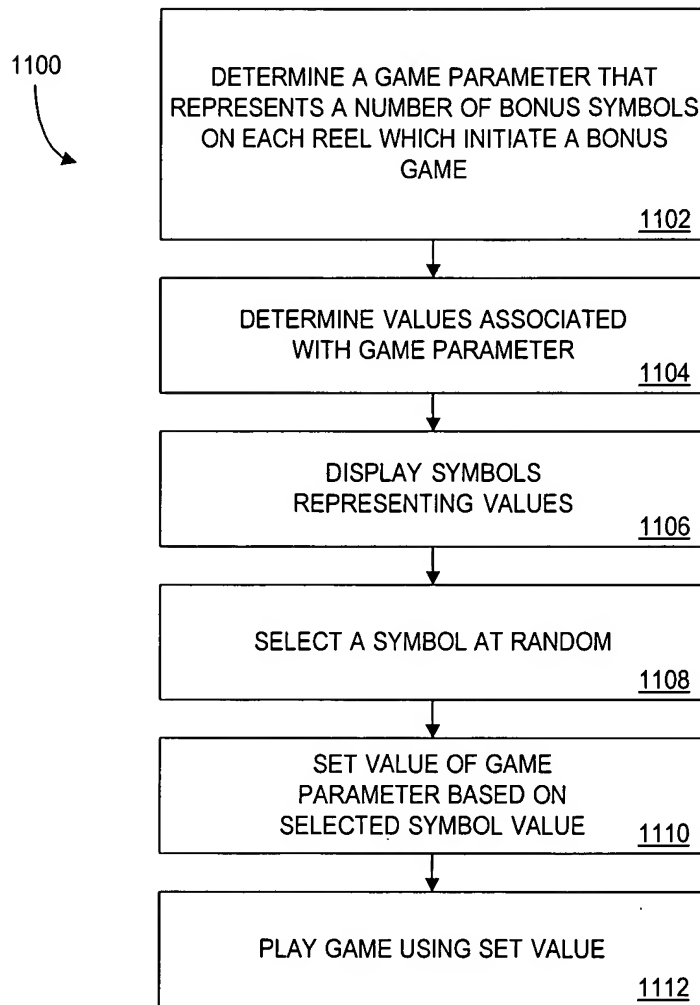 1100
DETERMINE A GAME PARAMETER THAT
REPRESENTS A NUMBER OF BONUS SYMBOLS
ON EACH REEL WHICH INITIATE A BONUS
GAME
1102
DETERMINE VALUES ASSOCIATED
WITH GAME PARAMETER
1104
DISPLAY SYMBOLS
REPRESENTING VALUES
1106
SELECT A SYMBOL AT RANDOM
1108
SET VALUE OF GAME
PARAMETER BASED ON
SELECTED SYMBOL VALUE
1110
PLAY GAME USING SET VALUE
1112